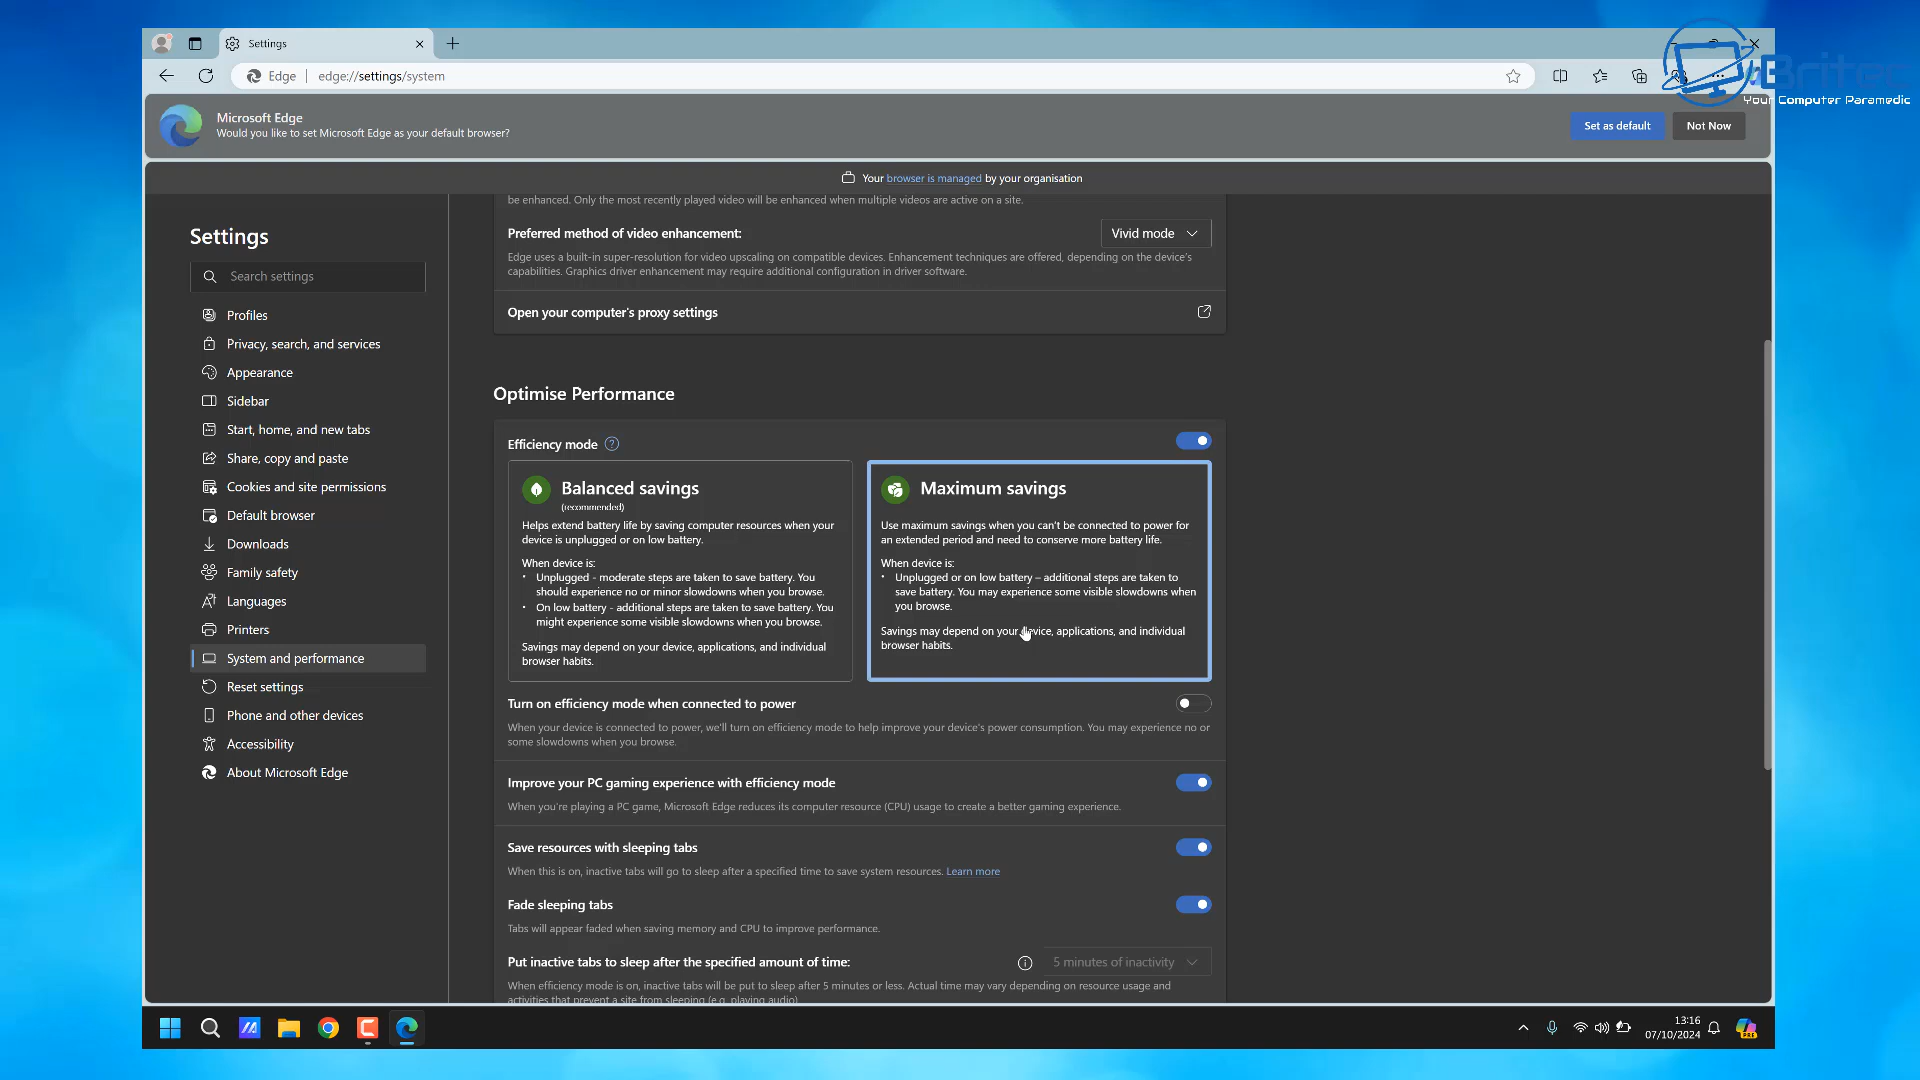 Settings
Edge
edge://settings/system
Britec
Your Computer Paramedic
Microsoft Edge
Would you like to set Microsoft Edge as your default browser?
Set as default
Not Now
Your browser is managed by your organisation
Settings
Search settings
Profiles
Privacy, search, and services
Appearance
Sidebar
Start, home, and new tabs
Share, copy and paste
Cookies and site permissions
Default browser
Downloads
Family safety
Languages
Printers
System and performance
Reset settings
Phone and other devices
Accessibility
About Microsoft Edge
be enhanced. Only the most recently played video will be enhanced when multiple videos are active on a site.
Preferred method of video enhancement:
Vivid mode
Edge uses a built-in super-resolution for video upscaling on compatible devices. Enhancement techniques are offered, depending on the device's
capabilities. Graphics driver enhancement may require additional configuration in driver software.
Open your computer's proxy settings
Optimise Performance
Efficiency mode
Balanced savings
(recommended)
Helps extend battery life by saving computer resources when your
device is unplugged or on low battery.
When device is:
• Unplugged - moderate steps are taken to save battery. You
should experience no or minor slowdowns when you browse.
• On low battery - additional steps are taken to save battery. You
might experience some visible slowdowns when you browse.
Savings may depend on your device, applications, and individual
browser habits.
Maximum savings
Use maximum savings when you can't be connected to power for
an extended period and need to conserve more battery life.
When device is:
• Unplugged or on low battery – additional steps are taken to
save battery. You may experience some visible slowdowns when
you browse.
Savings may depend on your device, applications, and individual
browser habits.
Turn on efficiency mode when connected to power
When your device is connected to power, we'll turn on efficiency mode to help improve your device's power consumption. You may experience no or
some slowdowns when you browse.
Improve your PC gaming experience with efficiency mode
When you're playing a PC game, Microsoft Edge reduces its computer resource (CPU) usage to create a better gaming experience.
Save resources with sleeping tabs
When this is on, inactive tabs will go to sleep after a specified time to save system resources. Learn more
Fade sleeping tabs
Tabs will appear faded when saving memory and CPU to improve performance.
Put inactive tabs to sleep after the specified amount of time:
5 minutes of inactivity
When efficiency mode is on, inactive tabs will be put to sleep after 5 minutes or less. Actual time may vary depending on resource usage and
activities that prevent a site from sleeping (e.g. playing audio)
13:16
07/10/2024
PRE